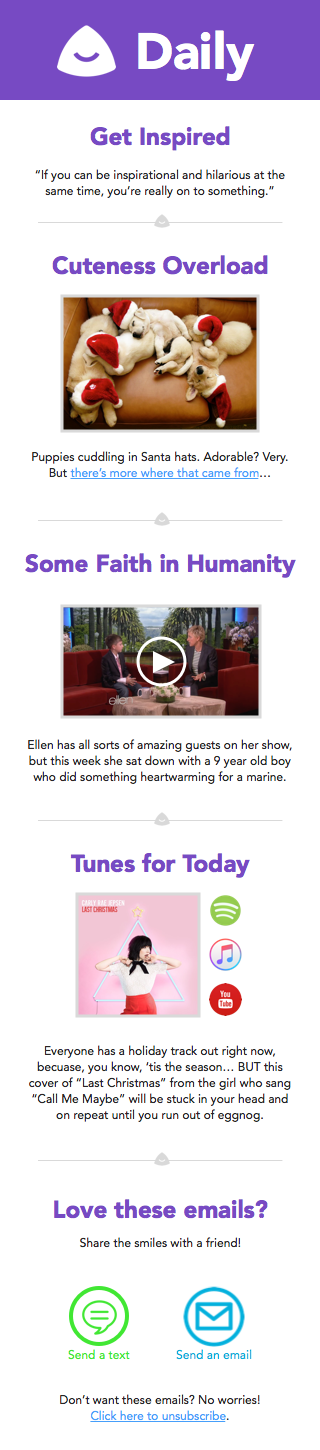 Daily
Get Inspired
“If you can be inspirational and hilarious at the
same time, you’re really on to something.”
Cuteness Overload
Puppies cuddling in Santa hats. Adorable? Very.
But there’s more where that came from…
Some Faith in Humanity
ellen
Ellen has all sorts of amazing guests on her show,
but this week she sat down with a 9 year old boy
who did something heartwarming for a marine.
Tunes for Today
CARLY RAE JEPSEN
LAST CHRISTMAS
You
Tube
Everyone has a holiday track out right now,
becuase, you know, ’tis the season… BUT this
cover of “Last Christmas” from the girl who sang
“Call Me Maybe” will be stuck in your head and
on repeat until you run out of eggnog.
Love these emails?
Share the smiles with a friend!
Send a text
Send an email
Don’t want these emails? No worries!
Click here to unsubscribe.